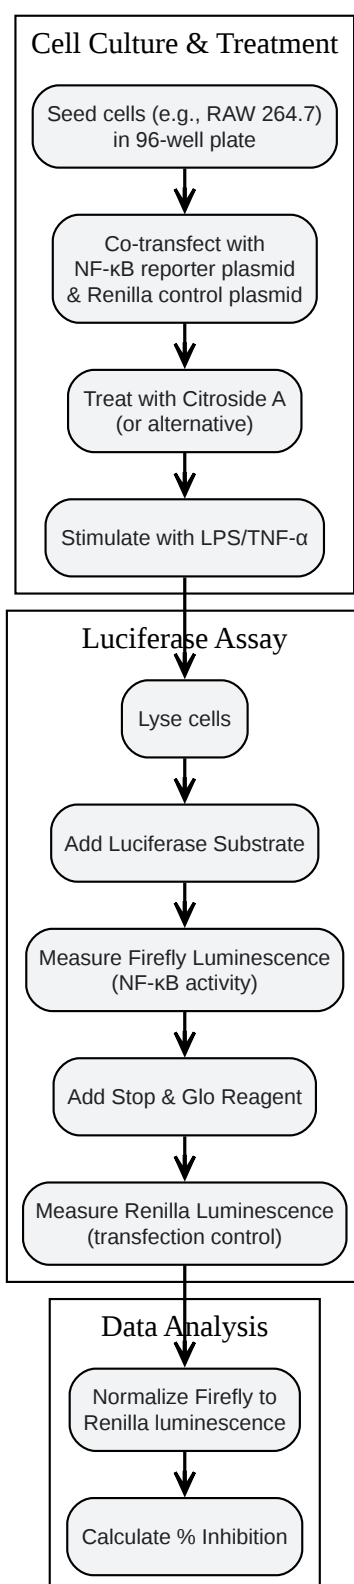 Cell Culture & Treatment
Seed cells (e.g., RAW 264.7)
in 96-well plate
Co-transfect with
NF-κB reporter plasmid
& Renilla control plasmid
Treat with Citroside A
(or alternative)
Stimulate with LPS/TNF-α
Luciferase Assay
Lyse cells
Add Luciferase Substrate
Measure Firefly Luminescence
(NF-κB activity)
Add Stop & Glo Reagent
Measure Renilla Luminescence
(transfection control)
Data Analysis
Normalize Firefly to
Renilla luminescence
Calculate % Inhibition